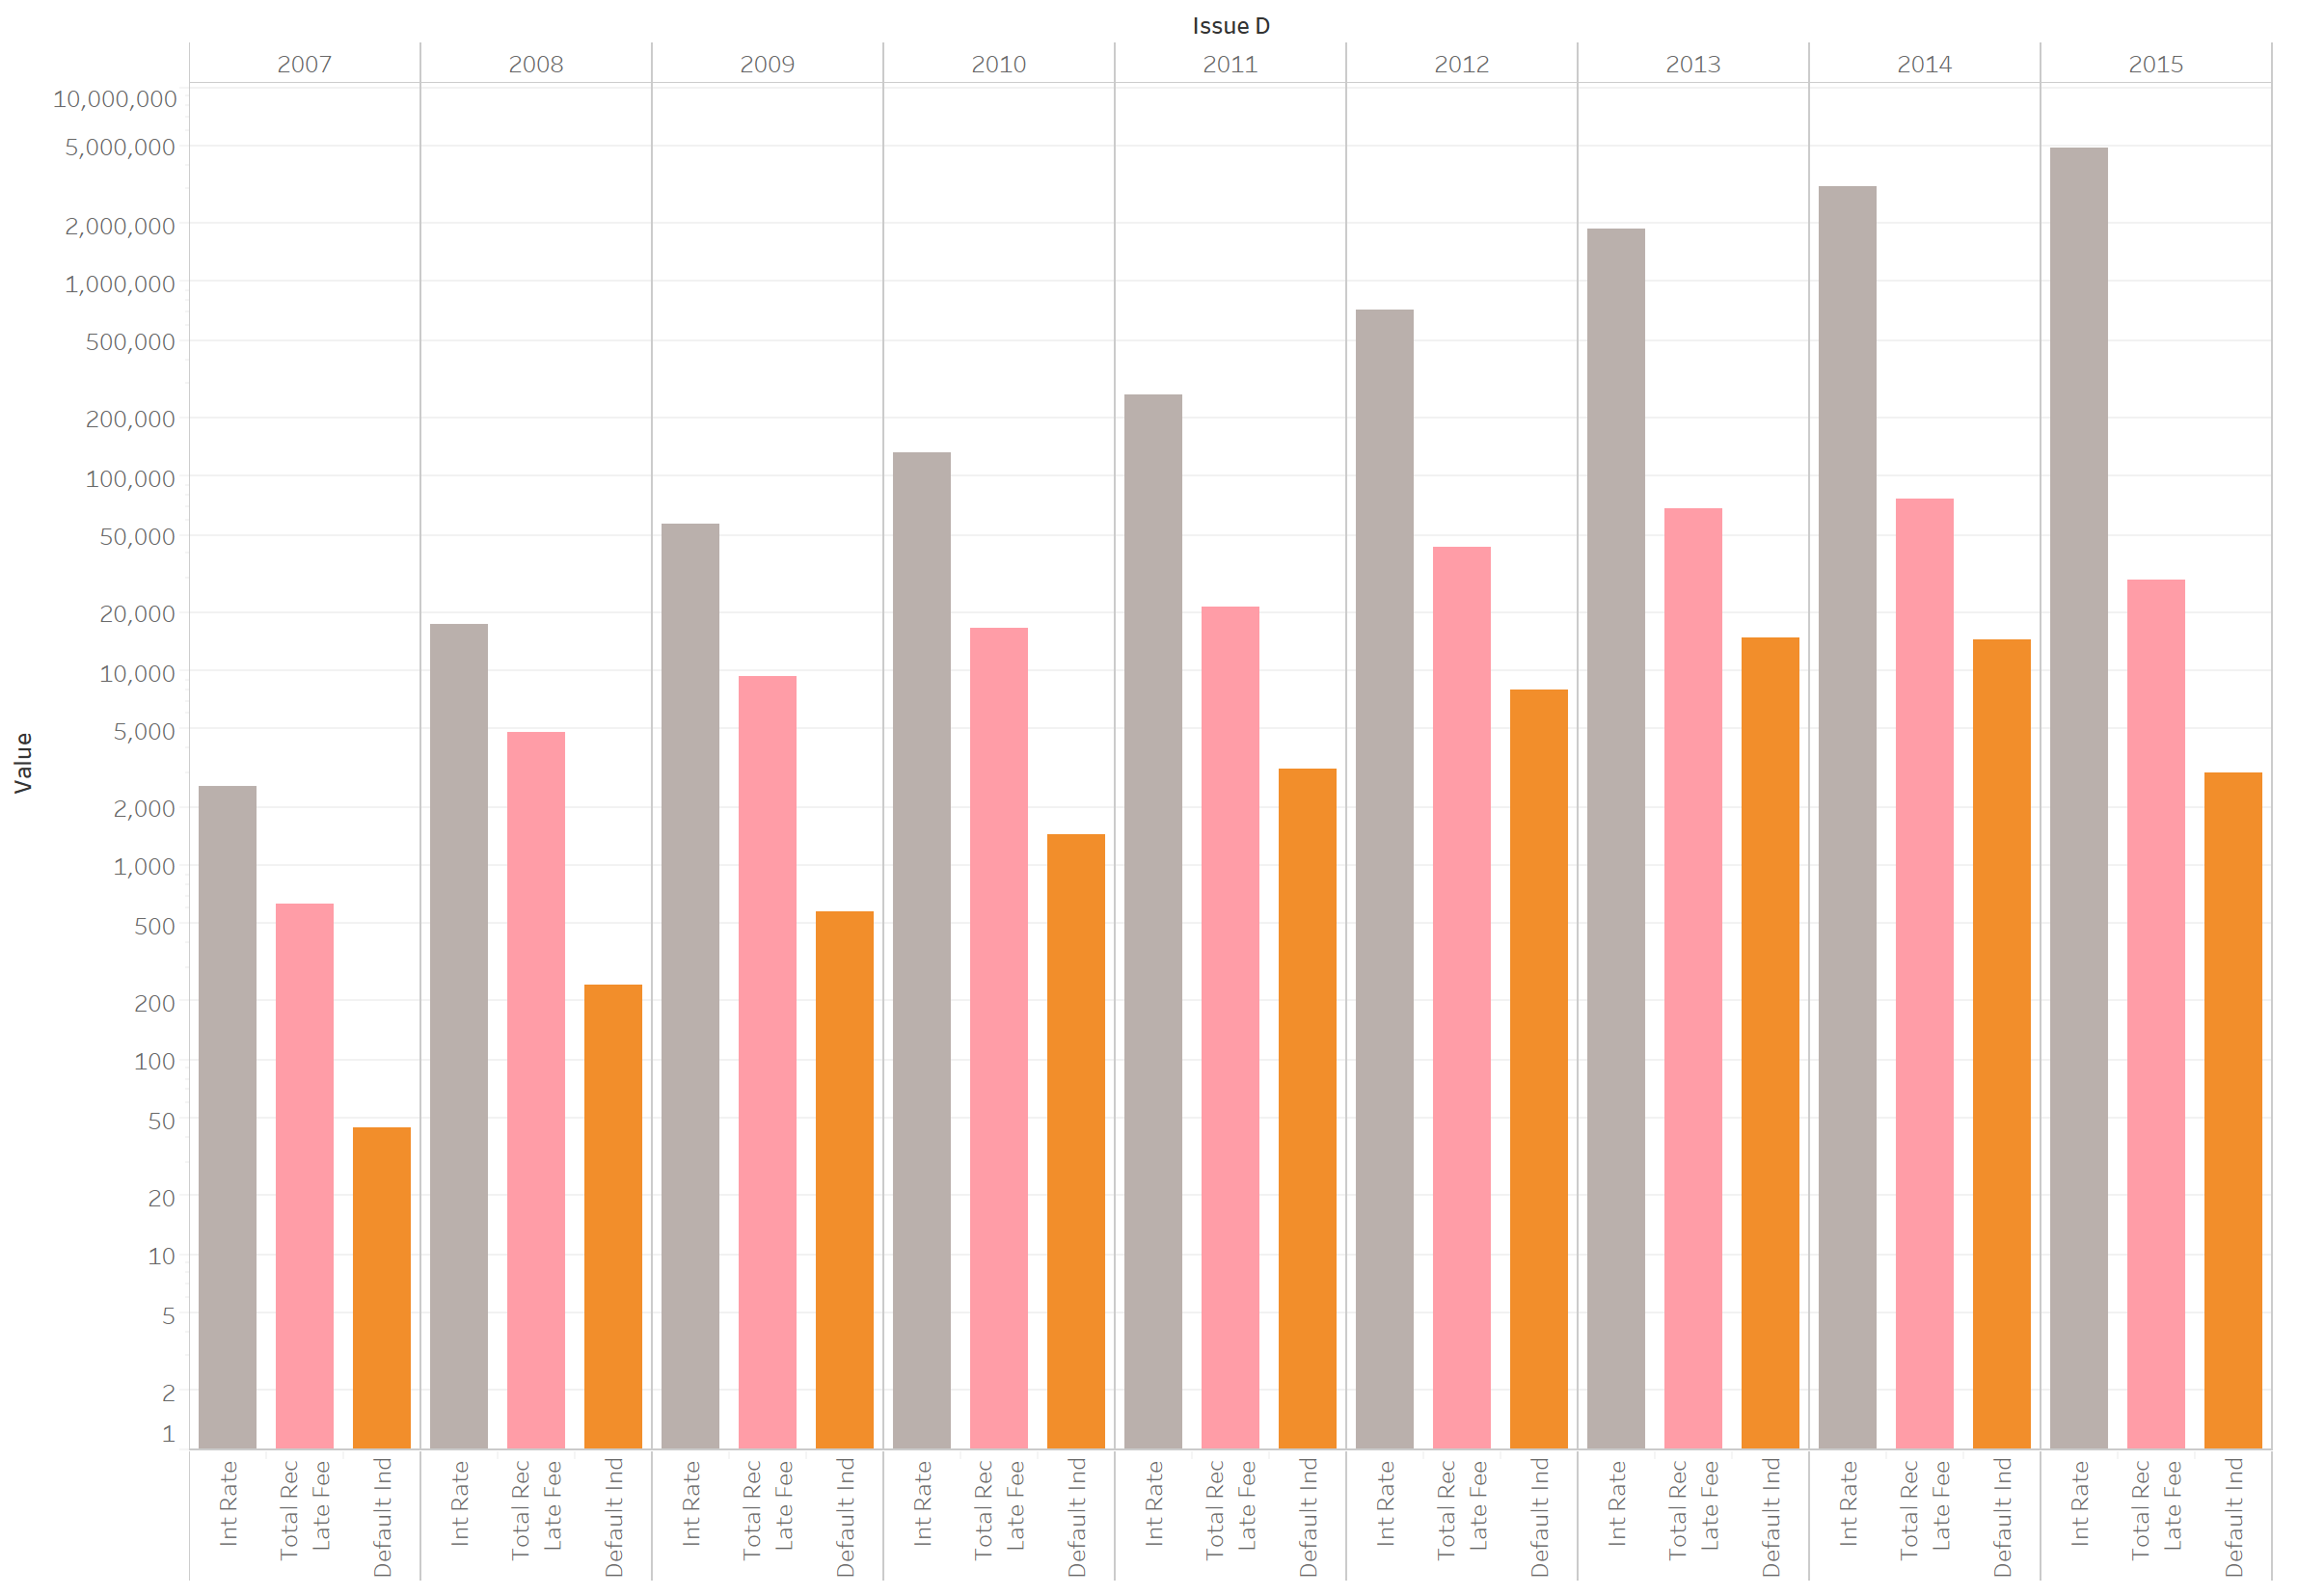 Issue D
2007 2008 2009 2010 2011 2012 2013 2014 2015
10,000,000
5,000,000
2,000,000
1,000,000
500,000
200,000
100,000
50,000
20,000
10,000
5,000
2,000
1,000
500
200
100
50
20
10
5
2
1
Value
Int Rate
Total Rec
Late Fee
Default Ind
Int Rate
Total Rec
Late Fee
Default Ind
Int Rate
Total Rec
Late Fee
Default Ind
Int Rate
Total Rec
Late Fee
Default Ind
Int Rate
Total Rec
Late Fee
Default Ind
Int Rate
Total Rec
Late Fee
Default Ind
Int Rate
Total Rec
Late Fee
Default Ind
Int Rate
Total Rec
Late Fee
Default Ind
Int Rate
Total Rec
Late Fee
Default Ind